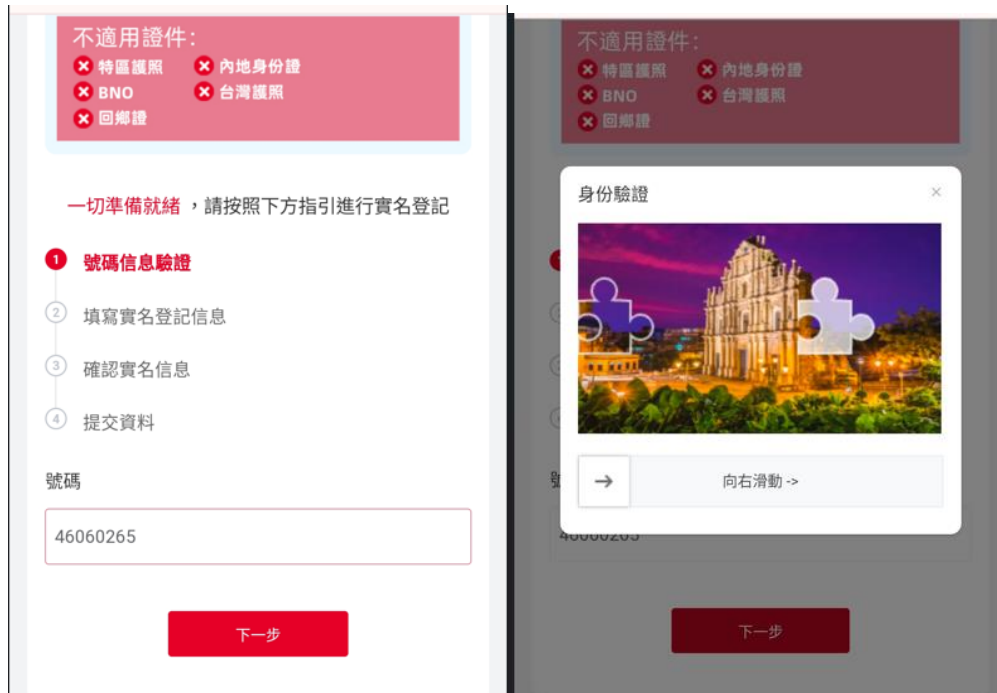 不適用證件：
特區護照 內地身份證
BNO 台灣護照
回鄉證
一切準備就緒，請按照下方指引進行實名登記
1 號碼信息驗證
2 填寫實名登記信息
3 確認實名信息
4 提交資料
號碼
46060265
下一步
不適用證件：
特區護照 內地身份證
BNO 台灣護照
回鄉證
身份驗證 ×
→ 向右滑動 ->
號
46060265
下一步